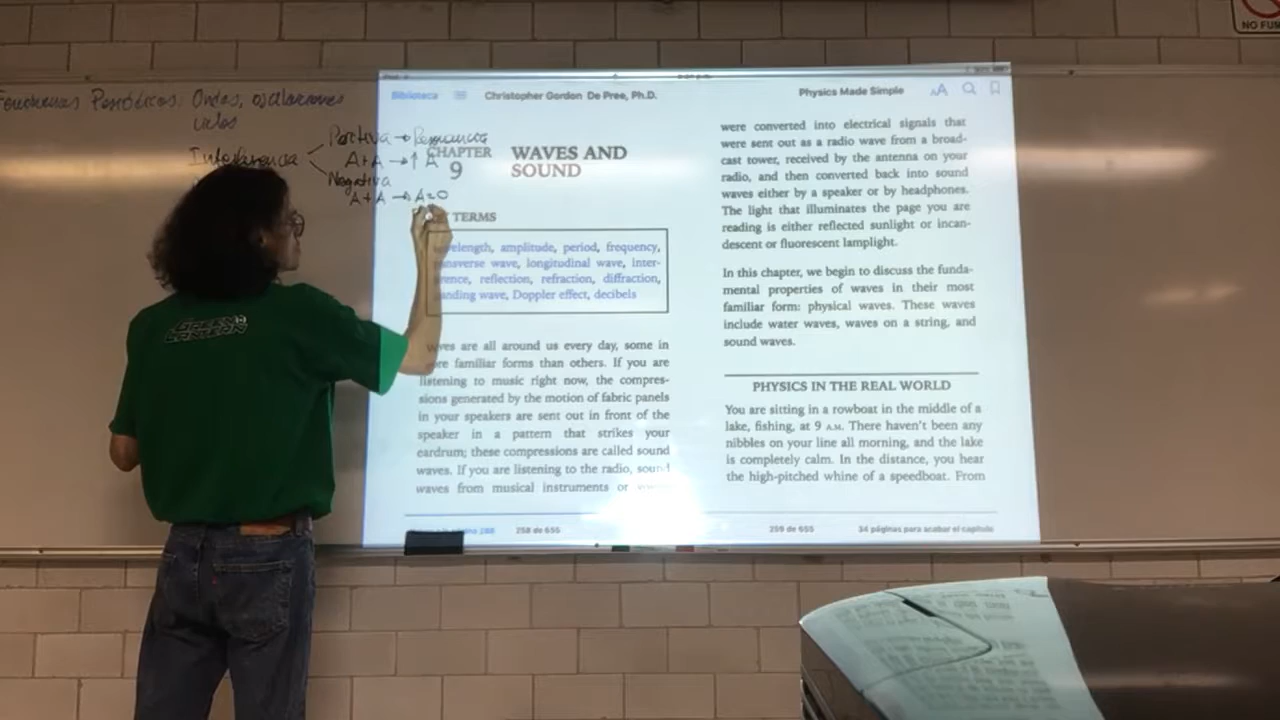 NO FUS
Fenómenos Periódicos. Ondas, oscilaciones
Interferencia
Positiva → Resonancia
A+A → ↑ A
Negativa
A+A → A=0
GREEN
LANTERN
Biblioteca
Christopher Gordon De Pree, Ph.D.
Physics Made Simple
AA
CHAPTER
9
WAVES AND
SOUND
TERMS
elength, amplitude, period, frequency,
ansverse wave, longitudinal wave, inter-
rence, reflection, refraction, diffraction,
anding wave, Doppler effect, decibels
ves are all around us every day, some in
re familiar forms than others. If you are
listening to music right now, the compres-
sions generated by the motion of fabric panels
in your speakers are sent out in front of the
speaker in a pattern that strikes your
eardrum; these compressions are called sound
waves. If you are listening to the radio, sound
waves from musical instruments or
258 de 655
were converted into electrical signals that
were sent out as a radio wave from a broad-
cast tower, received by the antenna on your
radio, and then converted back into sound
waves either by a speaker or by headphones.
The light that illuminates the page you are
reading is either reflected sunlight or incan-
descent or fluorescent lamplight.
In this chapter, we begin to discuss the funda-
mental properties of waves in their most
familiar form: physical waves. These waves
include water waves, waves on a string, and
sound waves.
PHYSICS IN THE REAL WORLD
You are sitting in a rowboat in the middle of a
lake, fishing, at 9 A.M. There haven't been any
nibbles on your line all morning, and the lake
is completely calm. In the distance, you hear
the high-pitched whine of a speedboat. From
259 de 655
34 páginas para acabar el capítulo